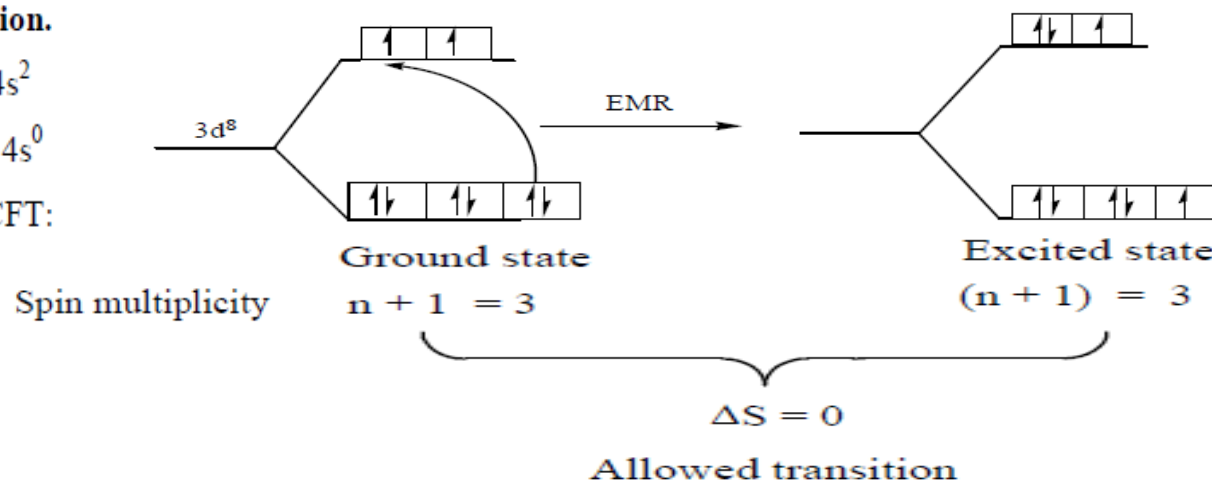 ion.
4s²
3d⁸
EMR
4s⁰
CFT:
Ground state
Excited state
Spin multiplicity
n + 1 = 3
(n + 1) = 3
ΔS = 0
Allowed transition